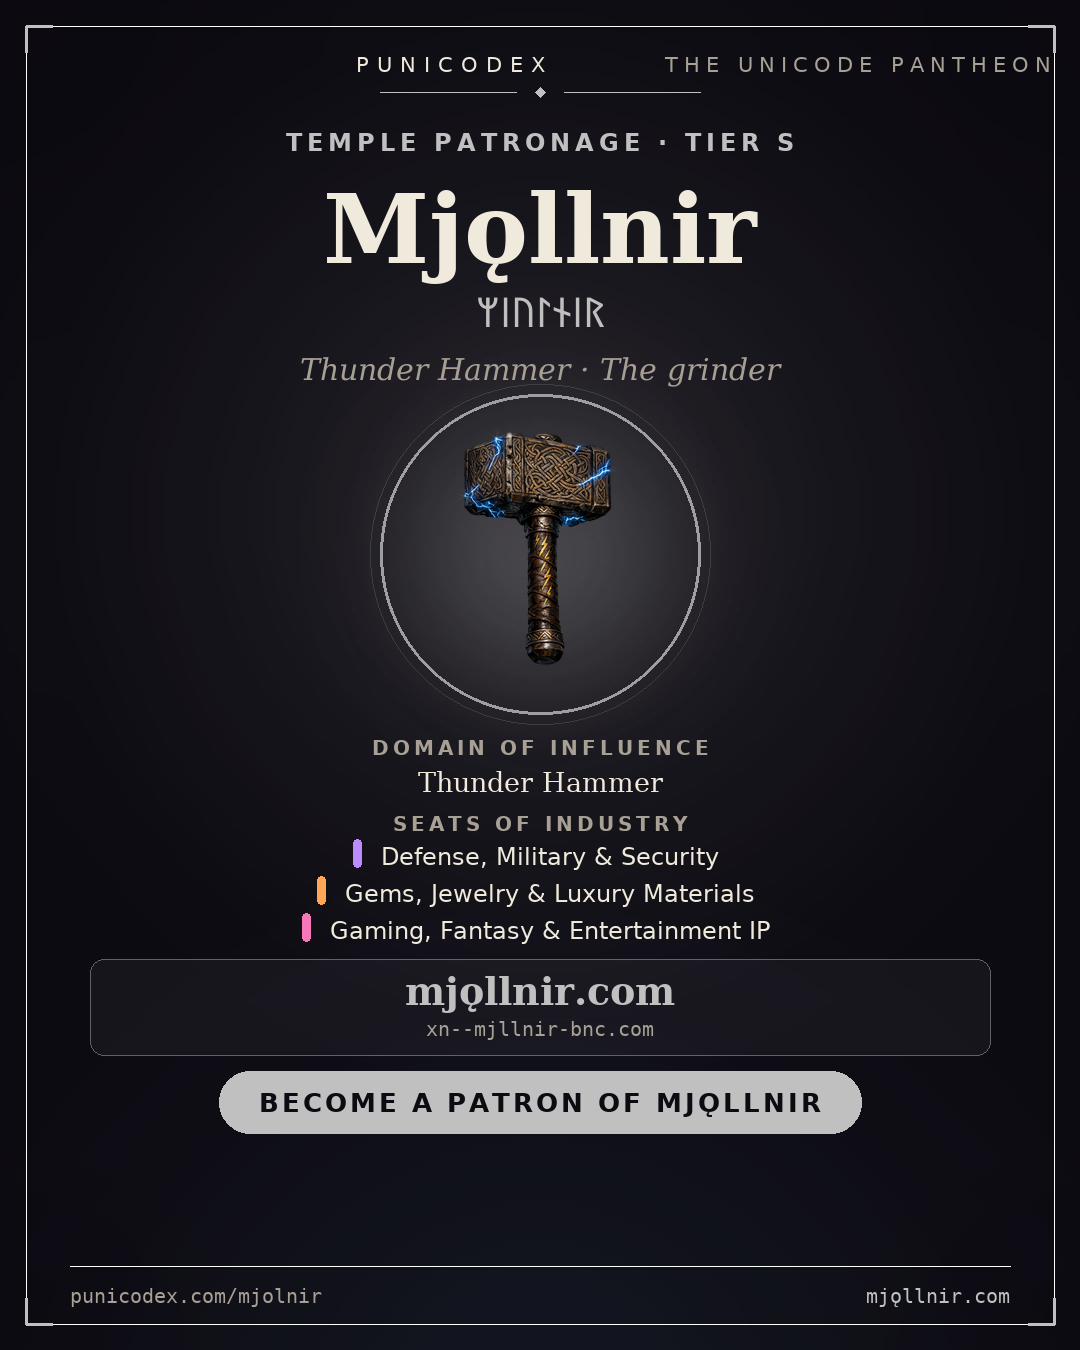 PUNICODEX THE UNICODE PANTHEON
TEMPLE PATRONAGE · TIER S
Mjǫllnir
ᛘᛁᚢᛚᚾᛁᚱ
Thunder Hammer · The grinder
DOMAIN OF INFLUENCE
Thunder Hammer
SEATS OF INDUSTRY
Defense, Military & Security
Gems, Jewelry & Luxury Materials
Gaming, Fantasy & Entertainment IP
mjǫllnir.com
xn--mjllnir-bnc.com
BECOME A PATRON OF MJǪLLNIR
punicodex.com/mjolnir mjǫllnir.com